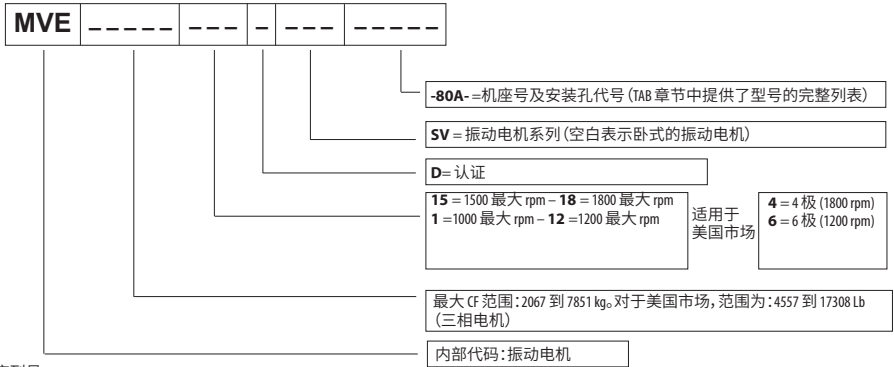 MVE _ _ _ _ _ _ _ _ _ _ _ _ _ _ _ _ _
-80A- =机座号及安装孔代号（TAB 章节中提供了型号的完整列表）
SV = 振动电机系列（空白表示卧式的振动电机）
D= 认证
15 = 1500 最大 rpm – 18 = 1800 最大 rpm
1 =1000 最大 rpm – 12 =1200 最大 rpm
适用于
美国市场
4 = 4 极 (1800 rpm)
6 = 6 极 (1200 rpm)
最大 CF 范围：2067 到 7851 kg。对于美国市场，范围为：4557 到 17308 Lb
（三相电机）
内部代码：振动电机